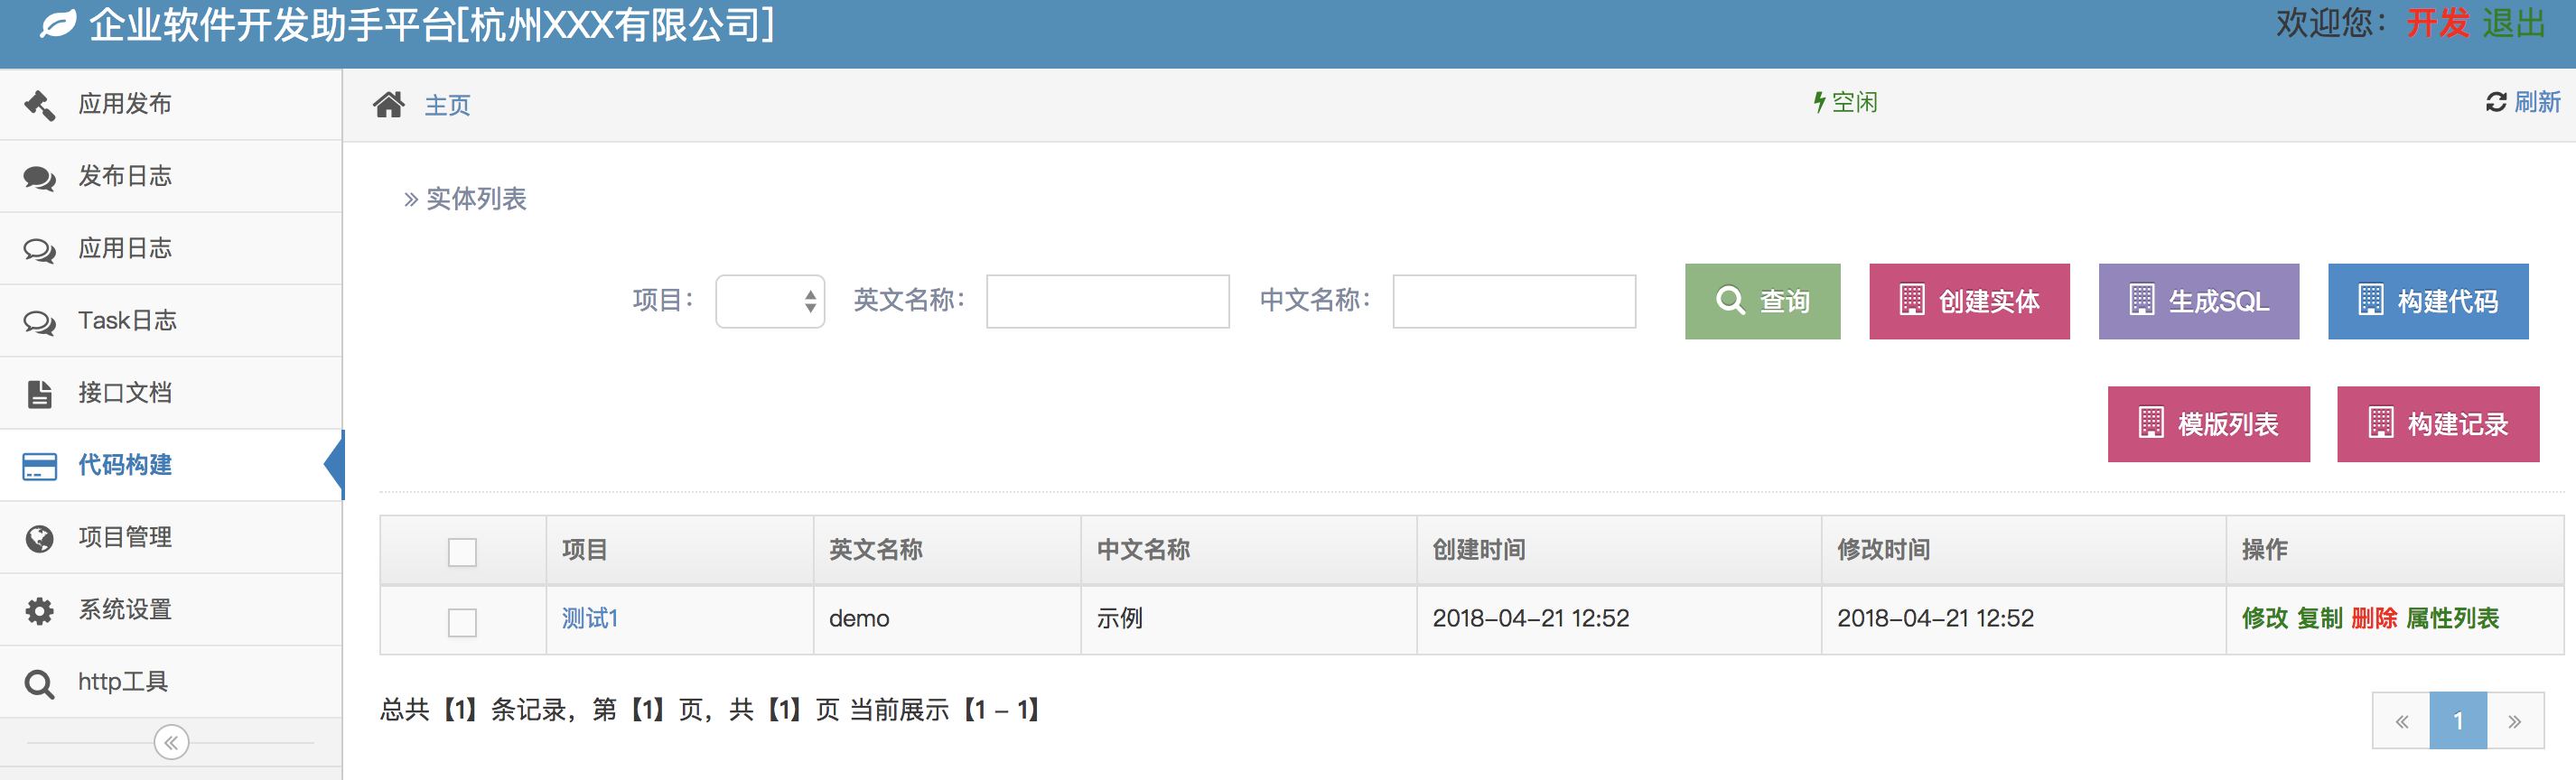 企业软件开发助手平台[杭州XXX有限公司]
欢迎您：开发 退出
应用发布
发布日志
应用日志
Task日志
接口文档
代码构建
项目管理
系统设置
http工具
主页
空闲
刷新
» 实体列表
项目： 英文名称： 中文名称： 查询 创建实体 生成SQL 构建代码
模版列表 构建记录
项目 英文名称 中文名称 创建时间 修改时间 操作
测试1 demo 示例 2018-04-21 12:52 2018-04-21 12:52 修改 复制 删除 属性列表
总共【1】条记录，第【1】页，共【1】页 当前展示【1 - 1】
« 1 »